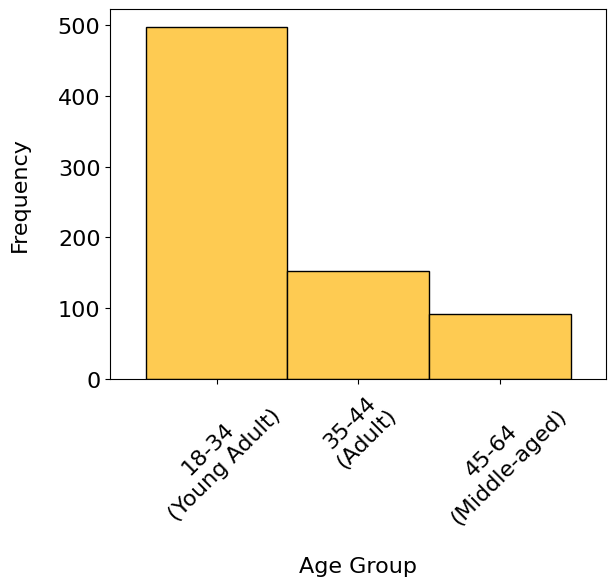 500
400
300
200
100
0
Frequency
18-34
(Young Adult)
35-44
(Adult)
45-64
(Middle-aged)
Age Group